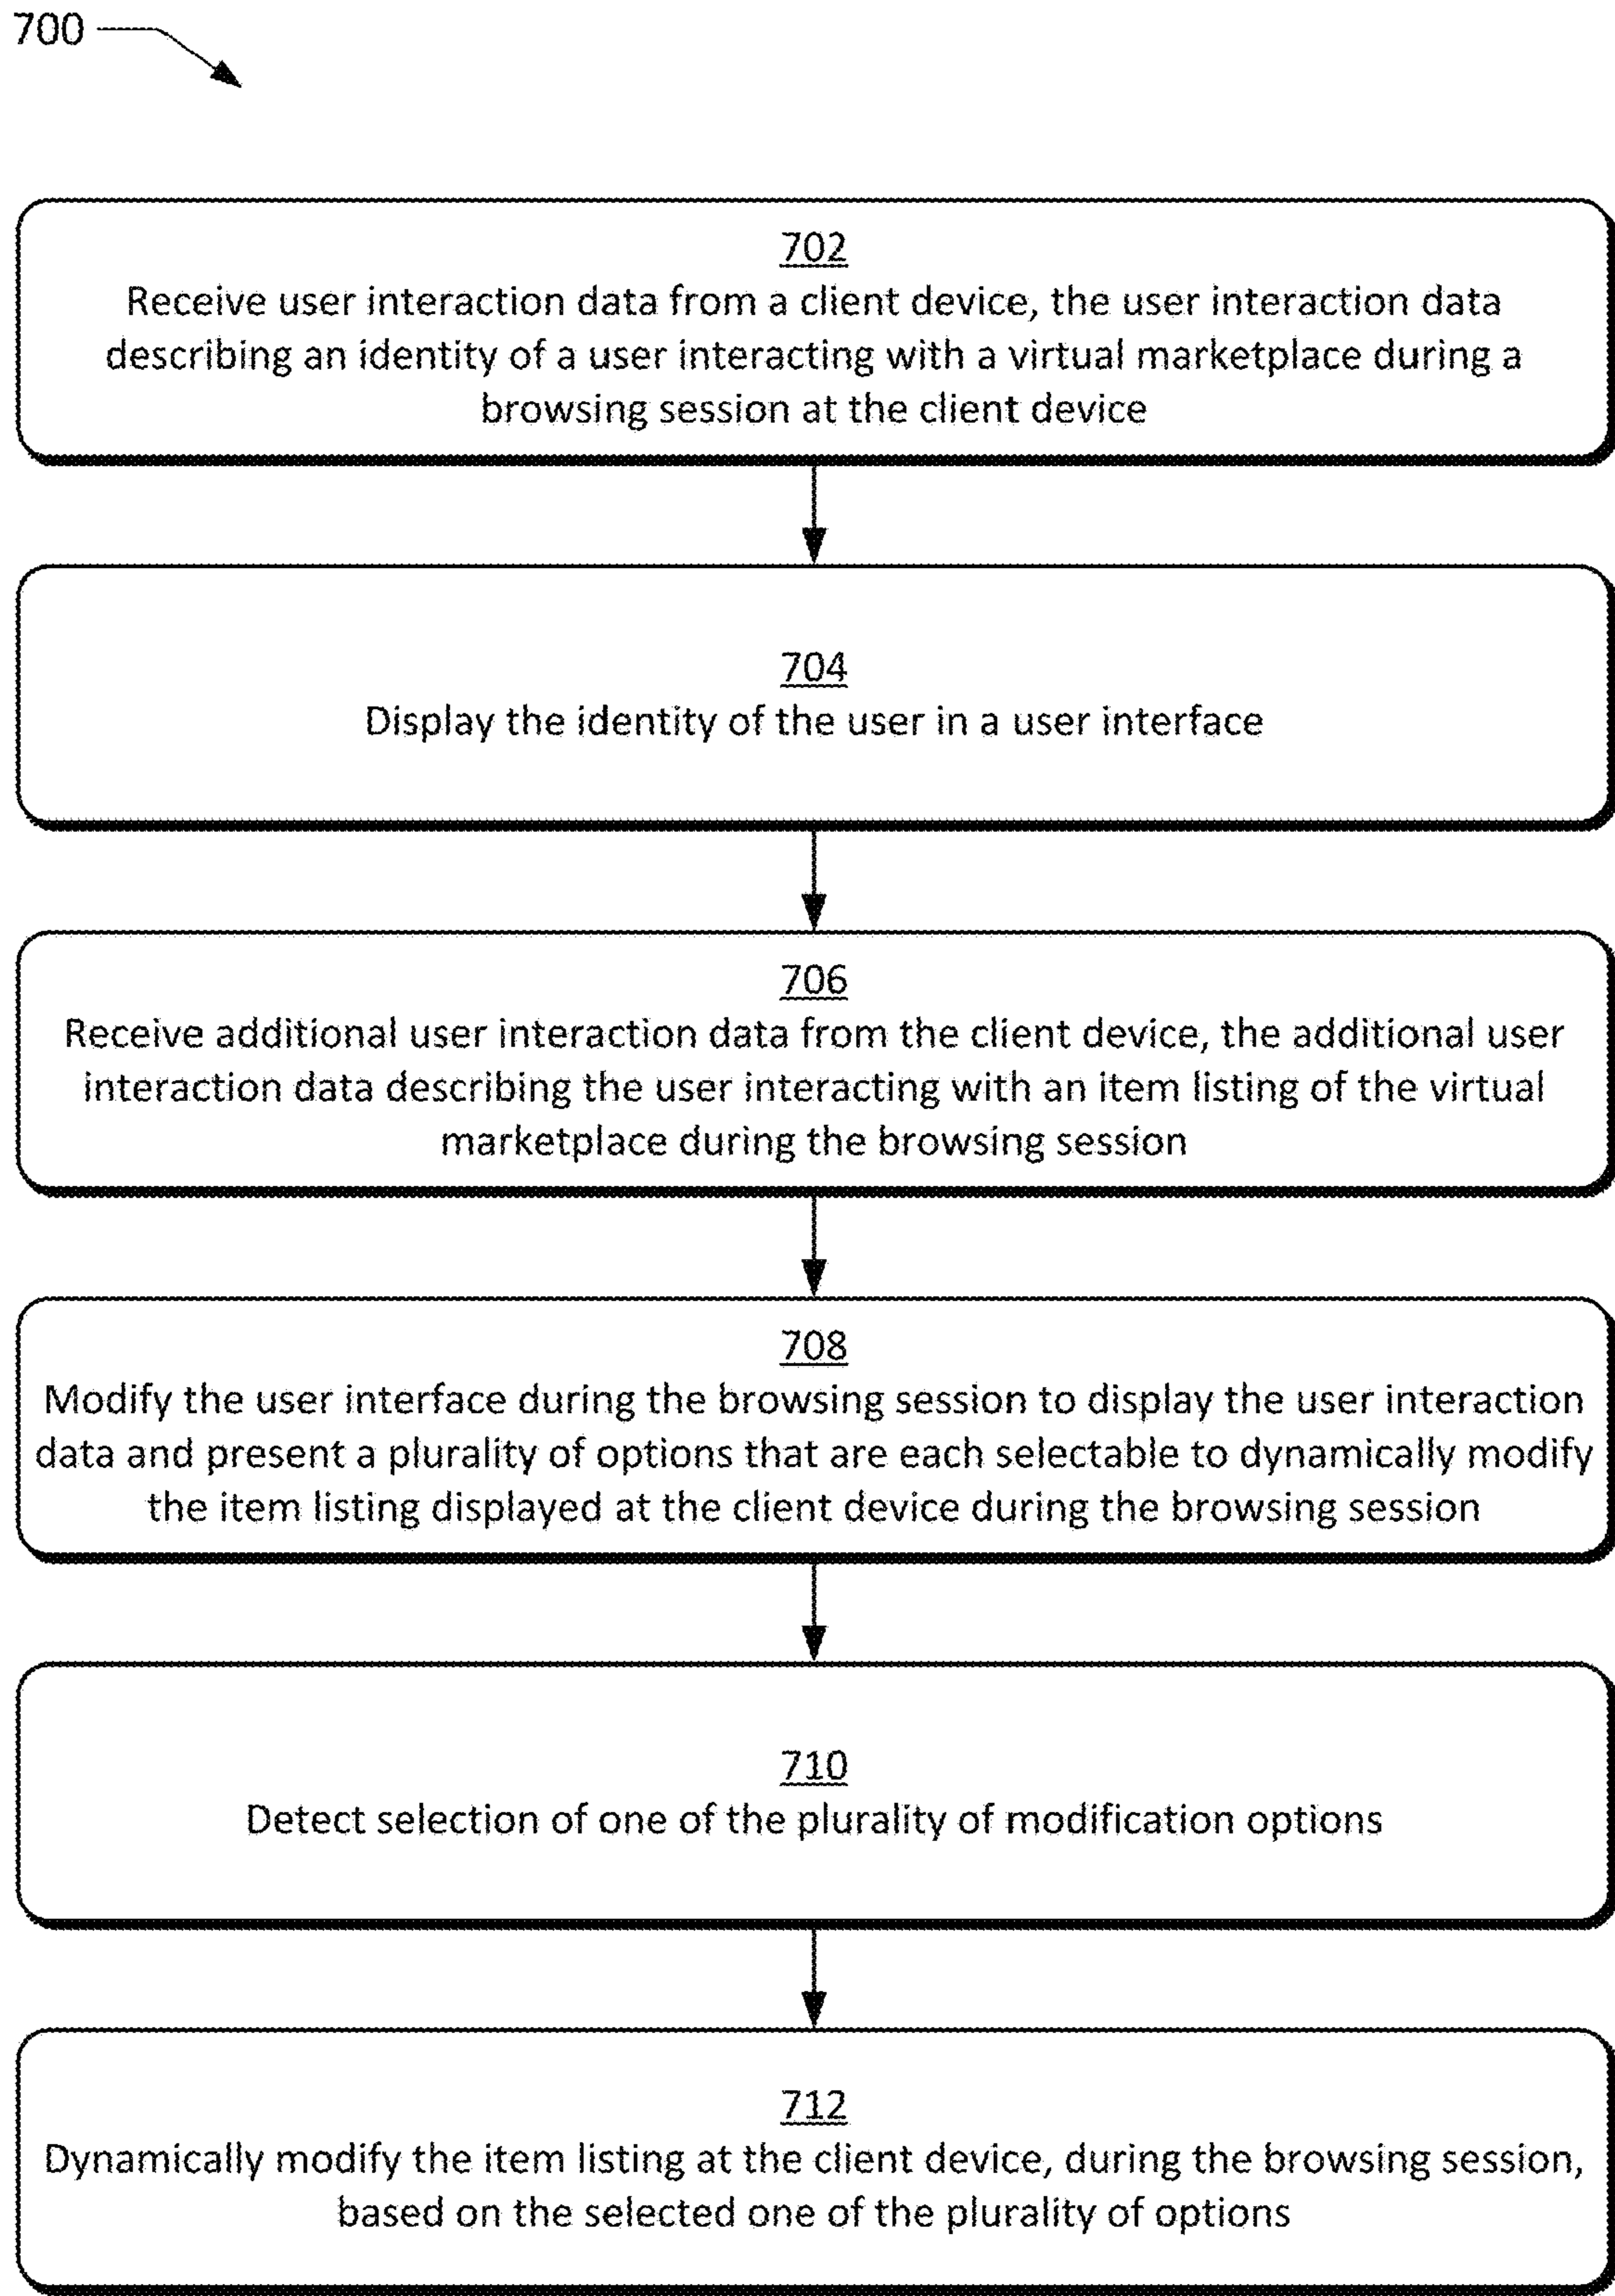 700
702
Receive user interaction data from a client device, the user interaction data
describing an identity of a user interacting with a virtual marketplace during a
browsing session at the client device
704
Display the identity of the user in a user interface
706
Receive additional user interaction data from the client device, the additional user
interaction data describing the user interacting with an item listing of the virtual
marketplace during the browsing session
708
Modify the user interface during the browsing session to display the user interaction
data and present a plurality of options that are each selectable to dynamically modify
the item listing displayed at the client device during the browsing session
710
Detect selection of one of the plurality of modification options
712
Dynamically modify the item listing at the client device, during the browsing session,
based on the selected one of the plurality of options